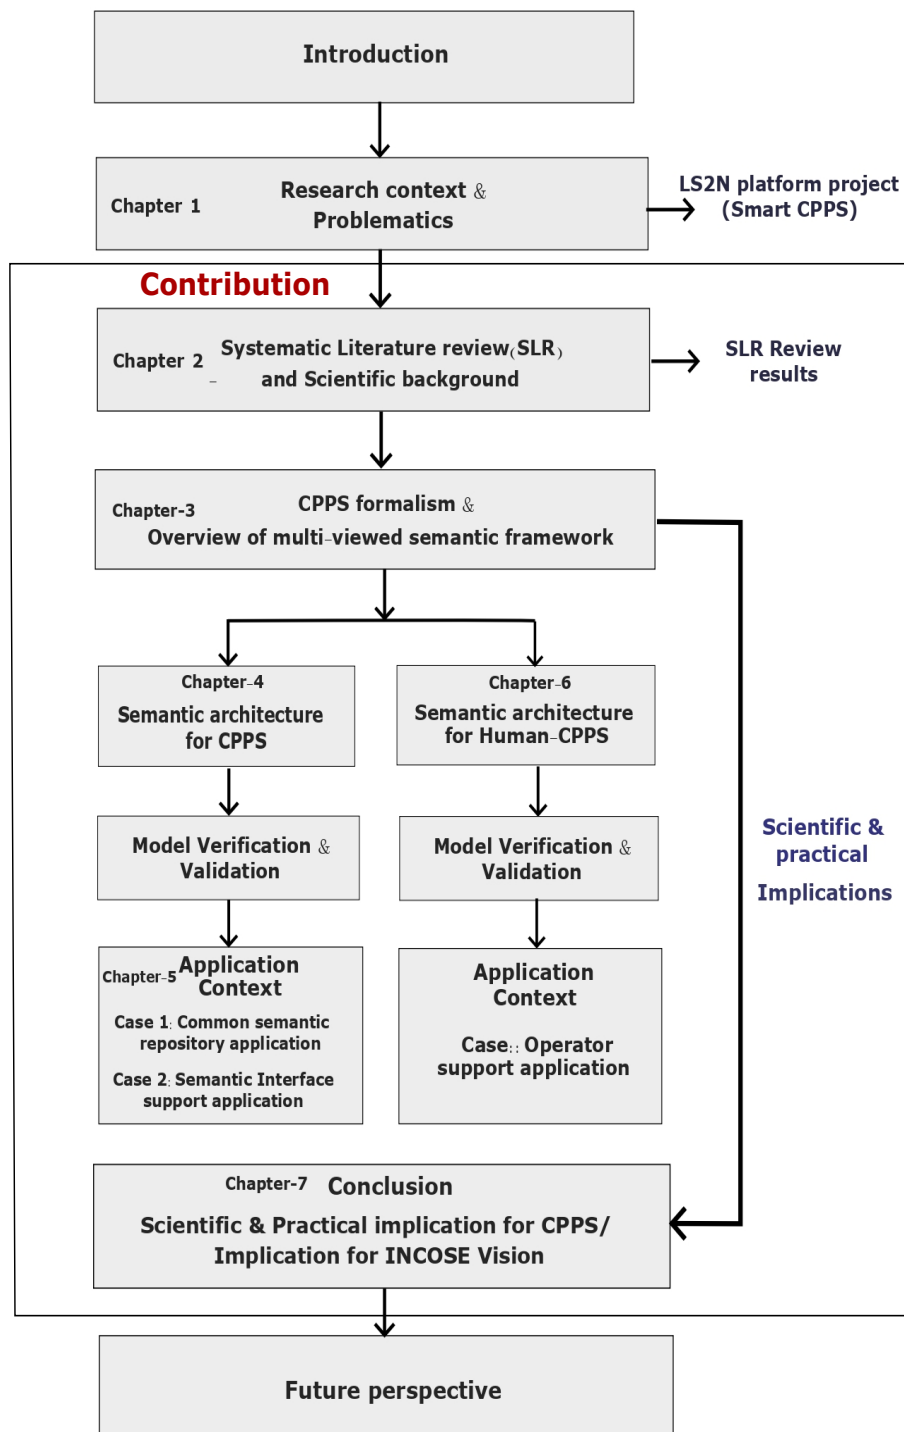 Introduction
Chapter 1
Research context &
Problematics
LS2N platform project
(Smart CPPS)
Contribution
Chapter 2
Systematic Literature review(SLR)
and Scientific background
SLR Review
results
Chapter-3
CPPS formalism &
Overview of multi-viewed semantic framework
Chapter-4
Semantic architecture
for CPPS
Chapter-6
Semantic architecture
for Human-CPPS
Model Verification &
Validation
Model Verification &
Validation
Scientific &
practical
Implications
Chapter-5
Application
Context
Case 1: Common semantic
repository application
Case 2: Semantic Interface
support application
Application
Context
Case:: Operator
support application
Chapter-7 Conclusion
Scientific & Practical implication for CPPS/
Implication for INCOSE Vision
Future perspective